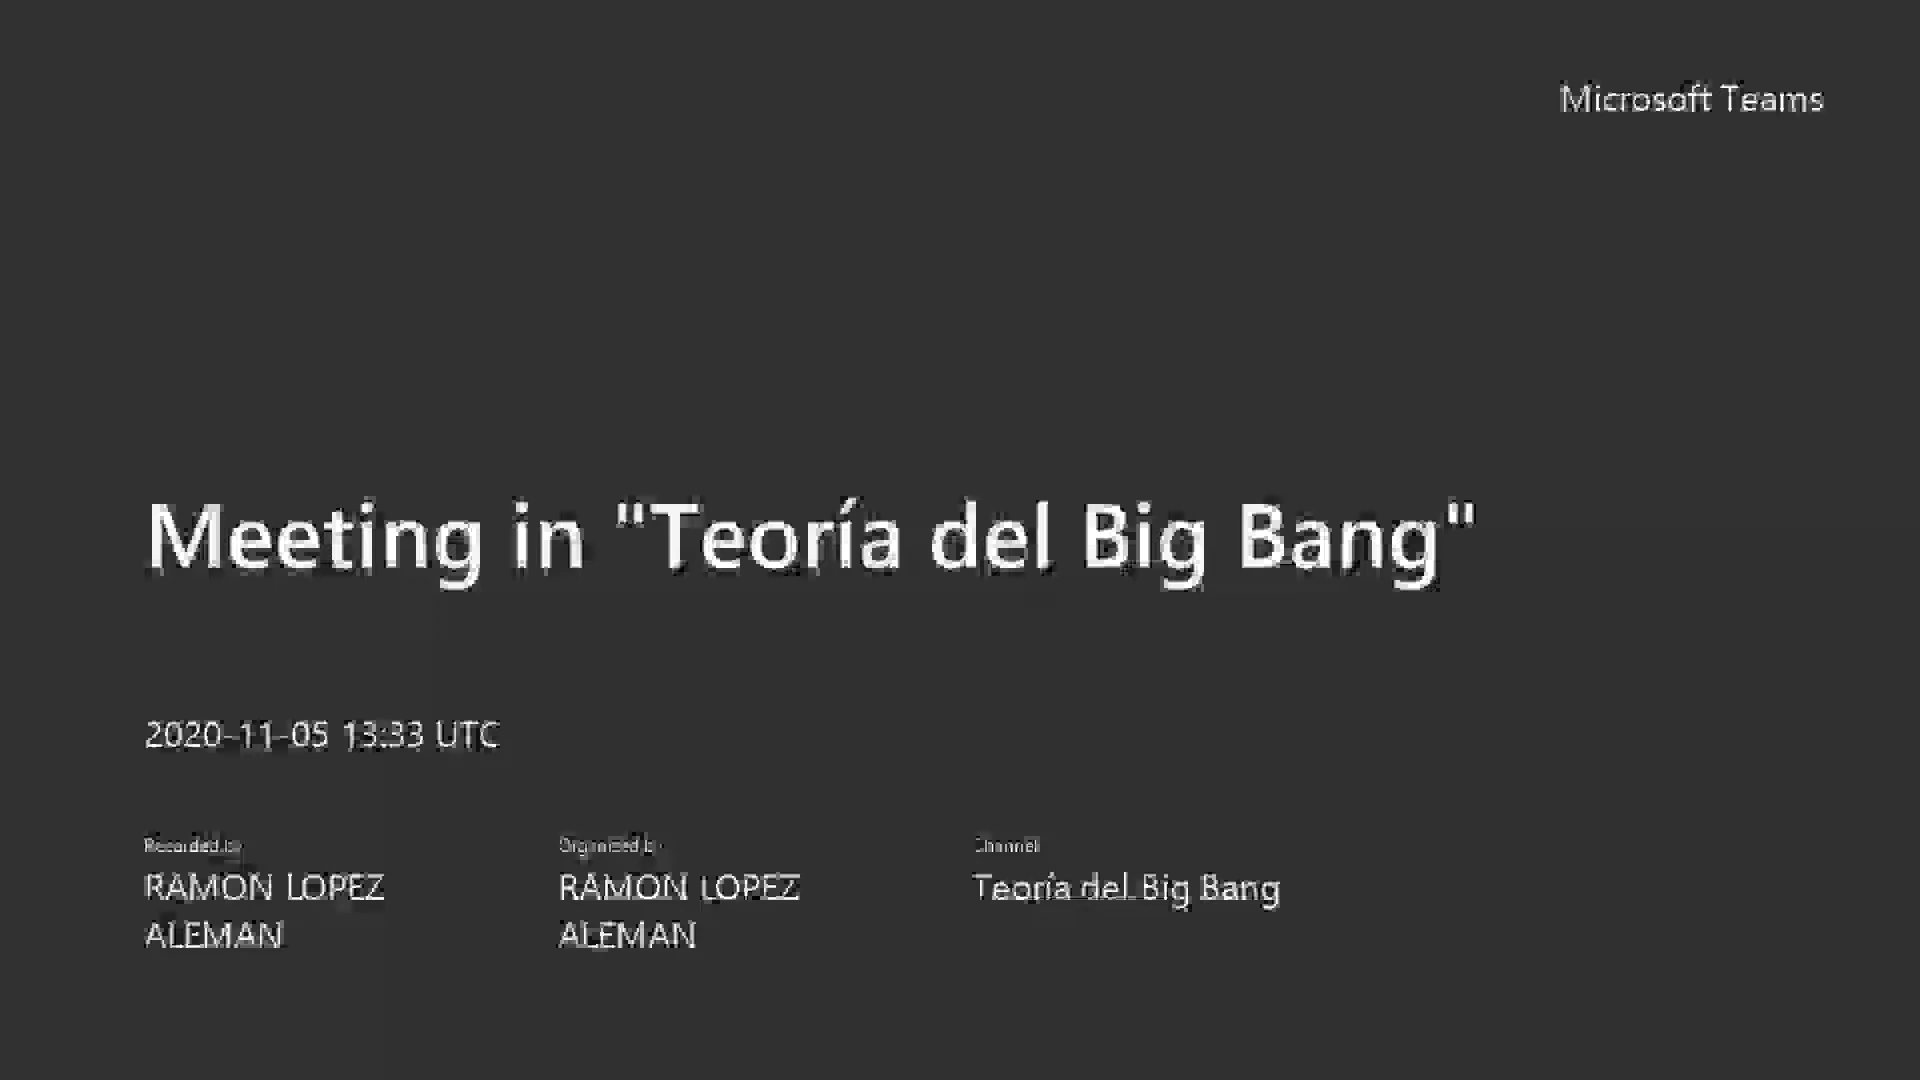 Microsoft Teams
Meeting in "Teoría del Big Bang"
2020-11-05 13:33 UTC
Recorded by
Organized by
Channel
RAMON LOPEZ
ALEMAN
RAMON LOPEZ
ALEMAN
Teoría del Big Bang